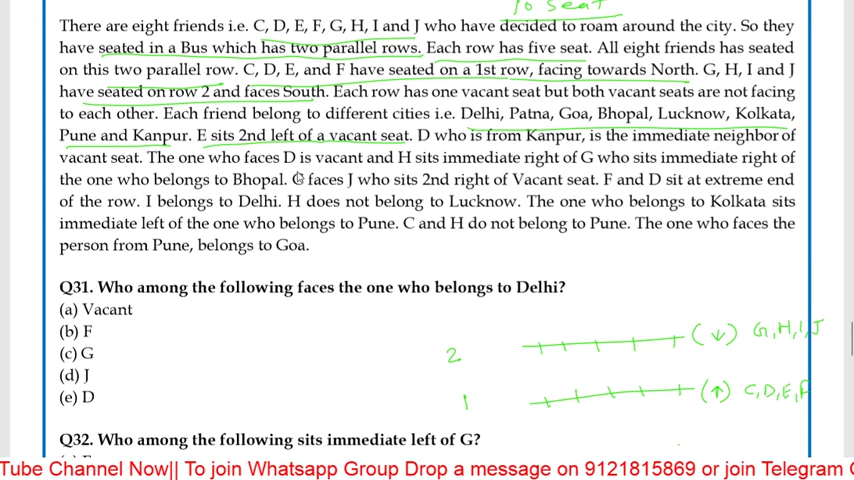 10 seat
There are eight friends i.e. C, D, E, F, G, H, I and J who have decided to roam around the city. So they
have seated in a Bus which has two parallel rows. Each row has five seat. All eight friends has seated
on this two parallel row. C, D, E, and F have seated on a 1st row, facing towards North. G, H, I and J
have seated on row 2 and faces South. Each row has one vacant seat but both vacant seats are not facing
to each other. Each friend belong to different cities i.e. Delhi, Patna, Goa, Bhopal, Lucknow, Kolkata,
Pune and Kanpur. E sits 2nd left of a vacant seat. D who is from Kanpur, is the immediate neighbor of
vacant seat. The one who faces D is vacant and H sits immediate right of G who sits immediate right of
the one who belongs to Bhopal. C faces J who sits 2nd right of Vacant seat. F and D sit at extreme end
of the row. I belongs to Delhi. H does not belong to Lucknow. The one who belongs to Kolkata sits
immediate left of the one who belongs to Pune. C and H do not belong to Pune. The one who faces the
person from Pune, belongs to Goa.
Q31. Who among the following faces the one who belongs to Delhi?
(a) Vacant
(b) F
(c) G
(d) J
(e) D
2 (↓) G, H, I, J
1 (↑) C, D, E, F
Q32. Who among the following sits immediate left of G?
Tube Channel Now|| To join Whatsapp Group Drop a message on 9121815869 or join Telegram